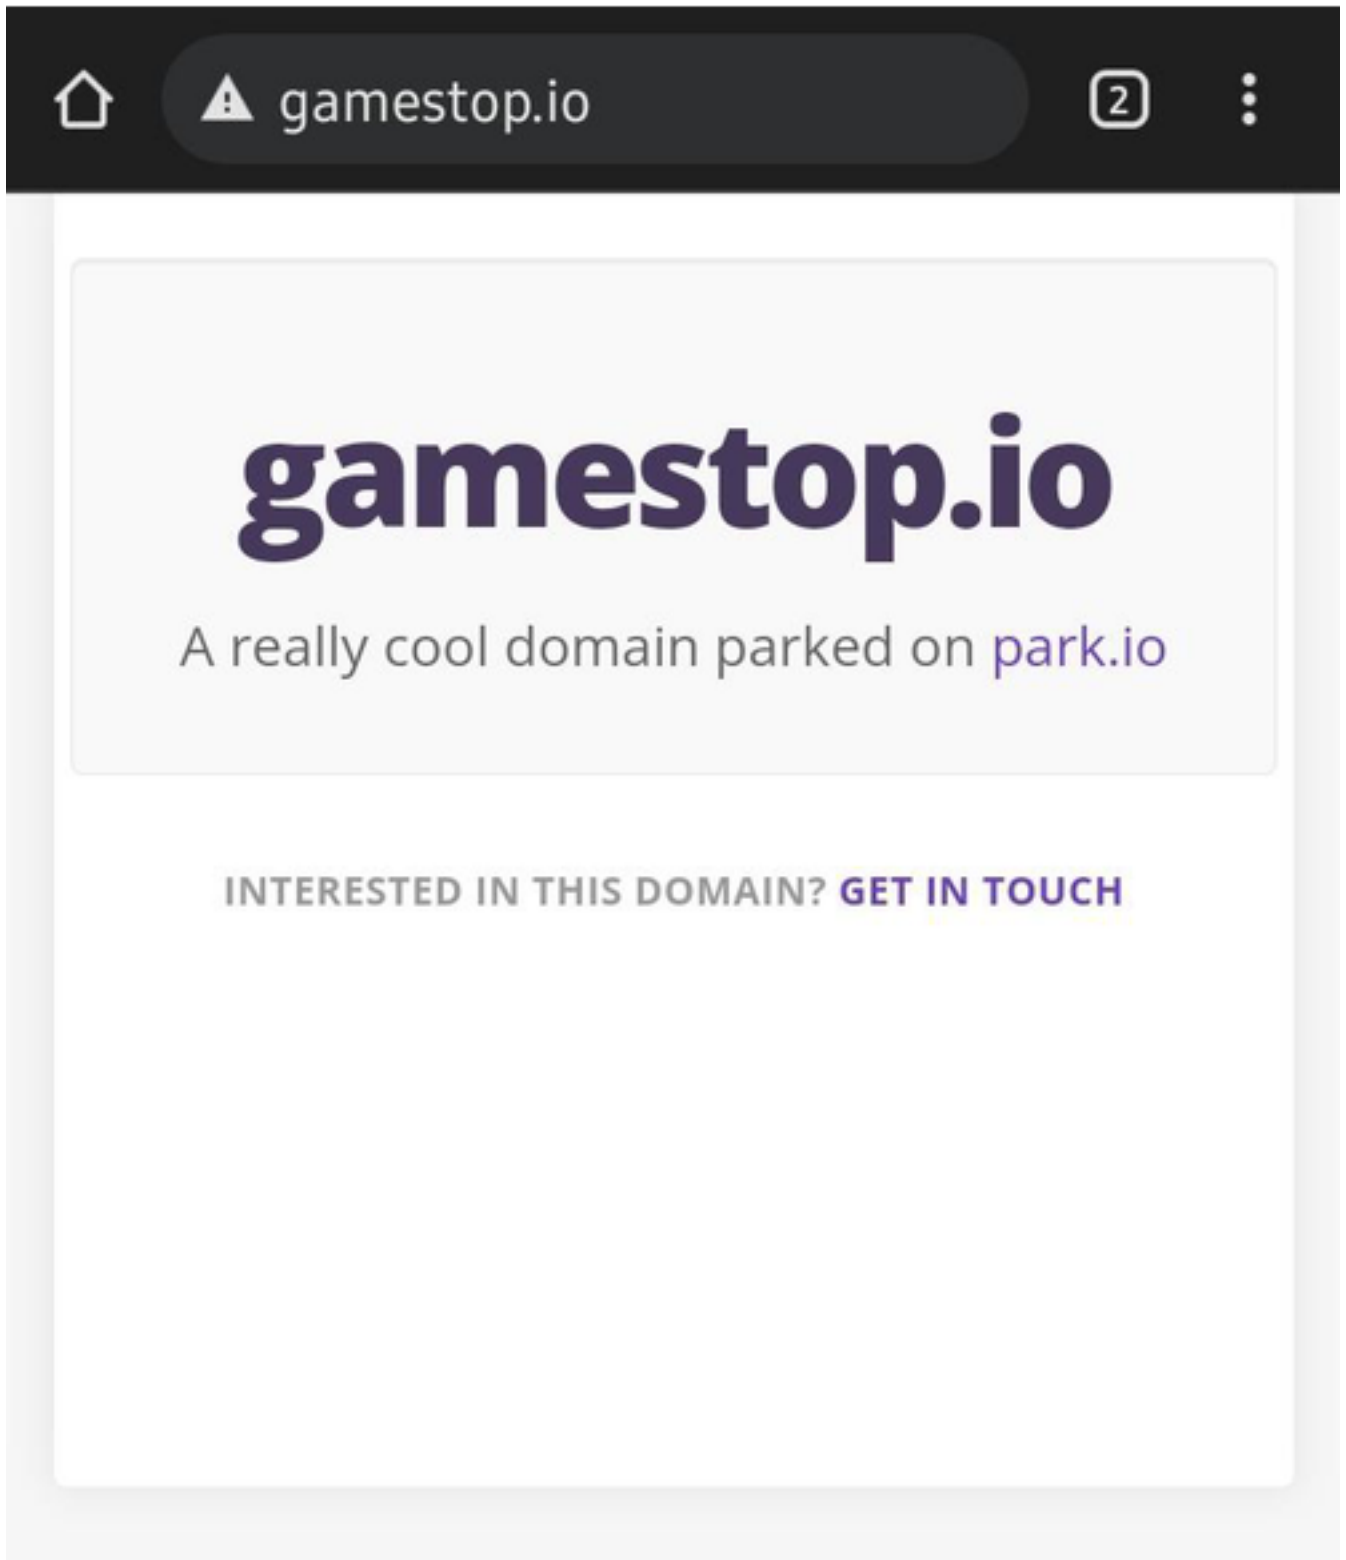 gamestop.io
2
gamestop.io
A really cool domain parked on park.io
INTERESTED IN THIS DOMAIN? GET IN TOUCH